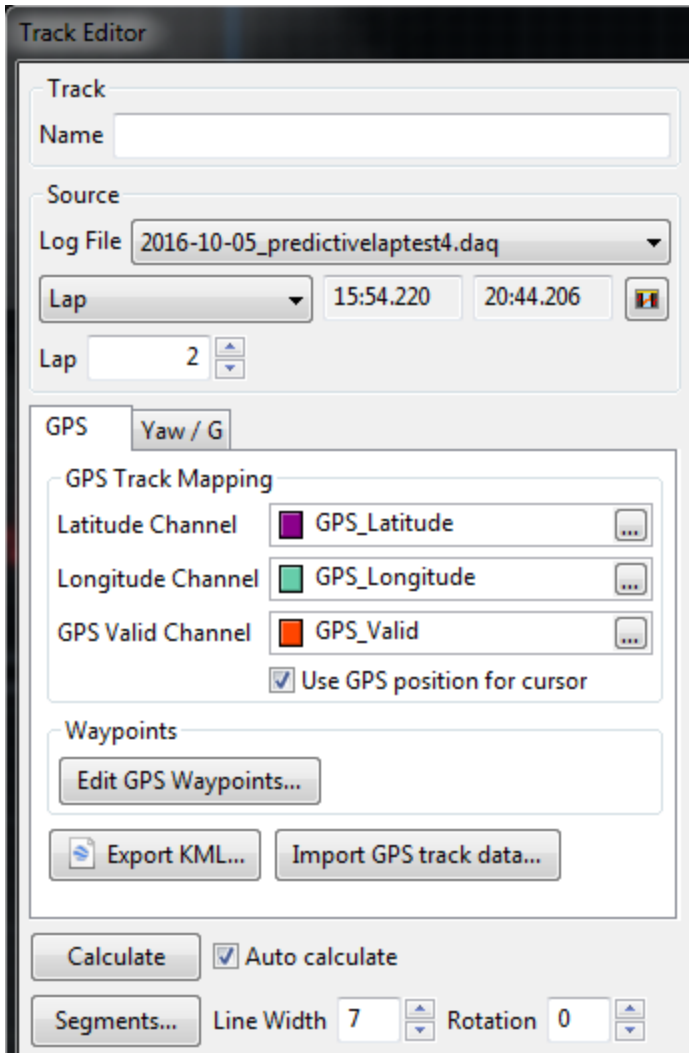 Track Editor
Track
Name
Source
Log File 2016-10-05_predictivelaptest4.daq
Lap 15:54.220 20:44.206
Lap 2
GPS Yaw / G
GPS Track Mapping
Latitude Channel GPS_Latitude ...
Longitude Channel GPS_Longitude ...
GPS Valid Channel GPS_Valid ...
Use GPS position for cursor
Waypoints
Edit GPS Waypoints...
Export KML... Import GPS track data...
Calculate Auto calculate
Segments... Line Width 7 Rotation 0